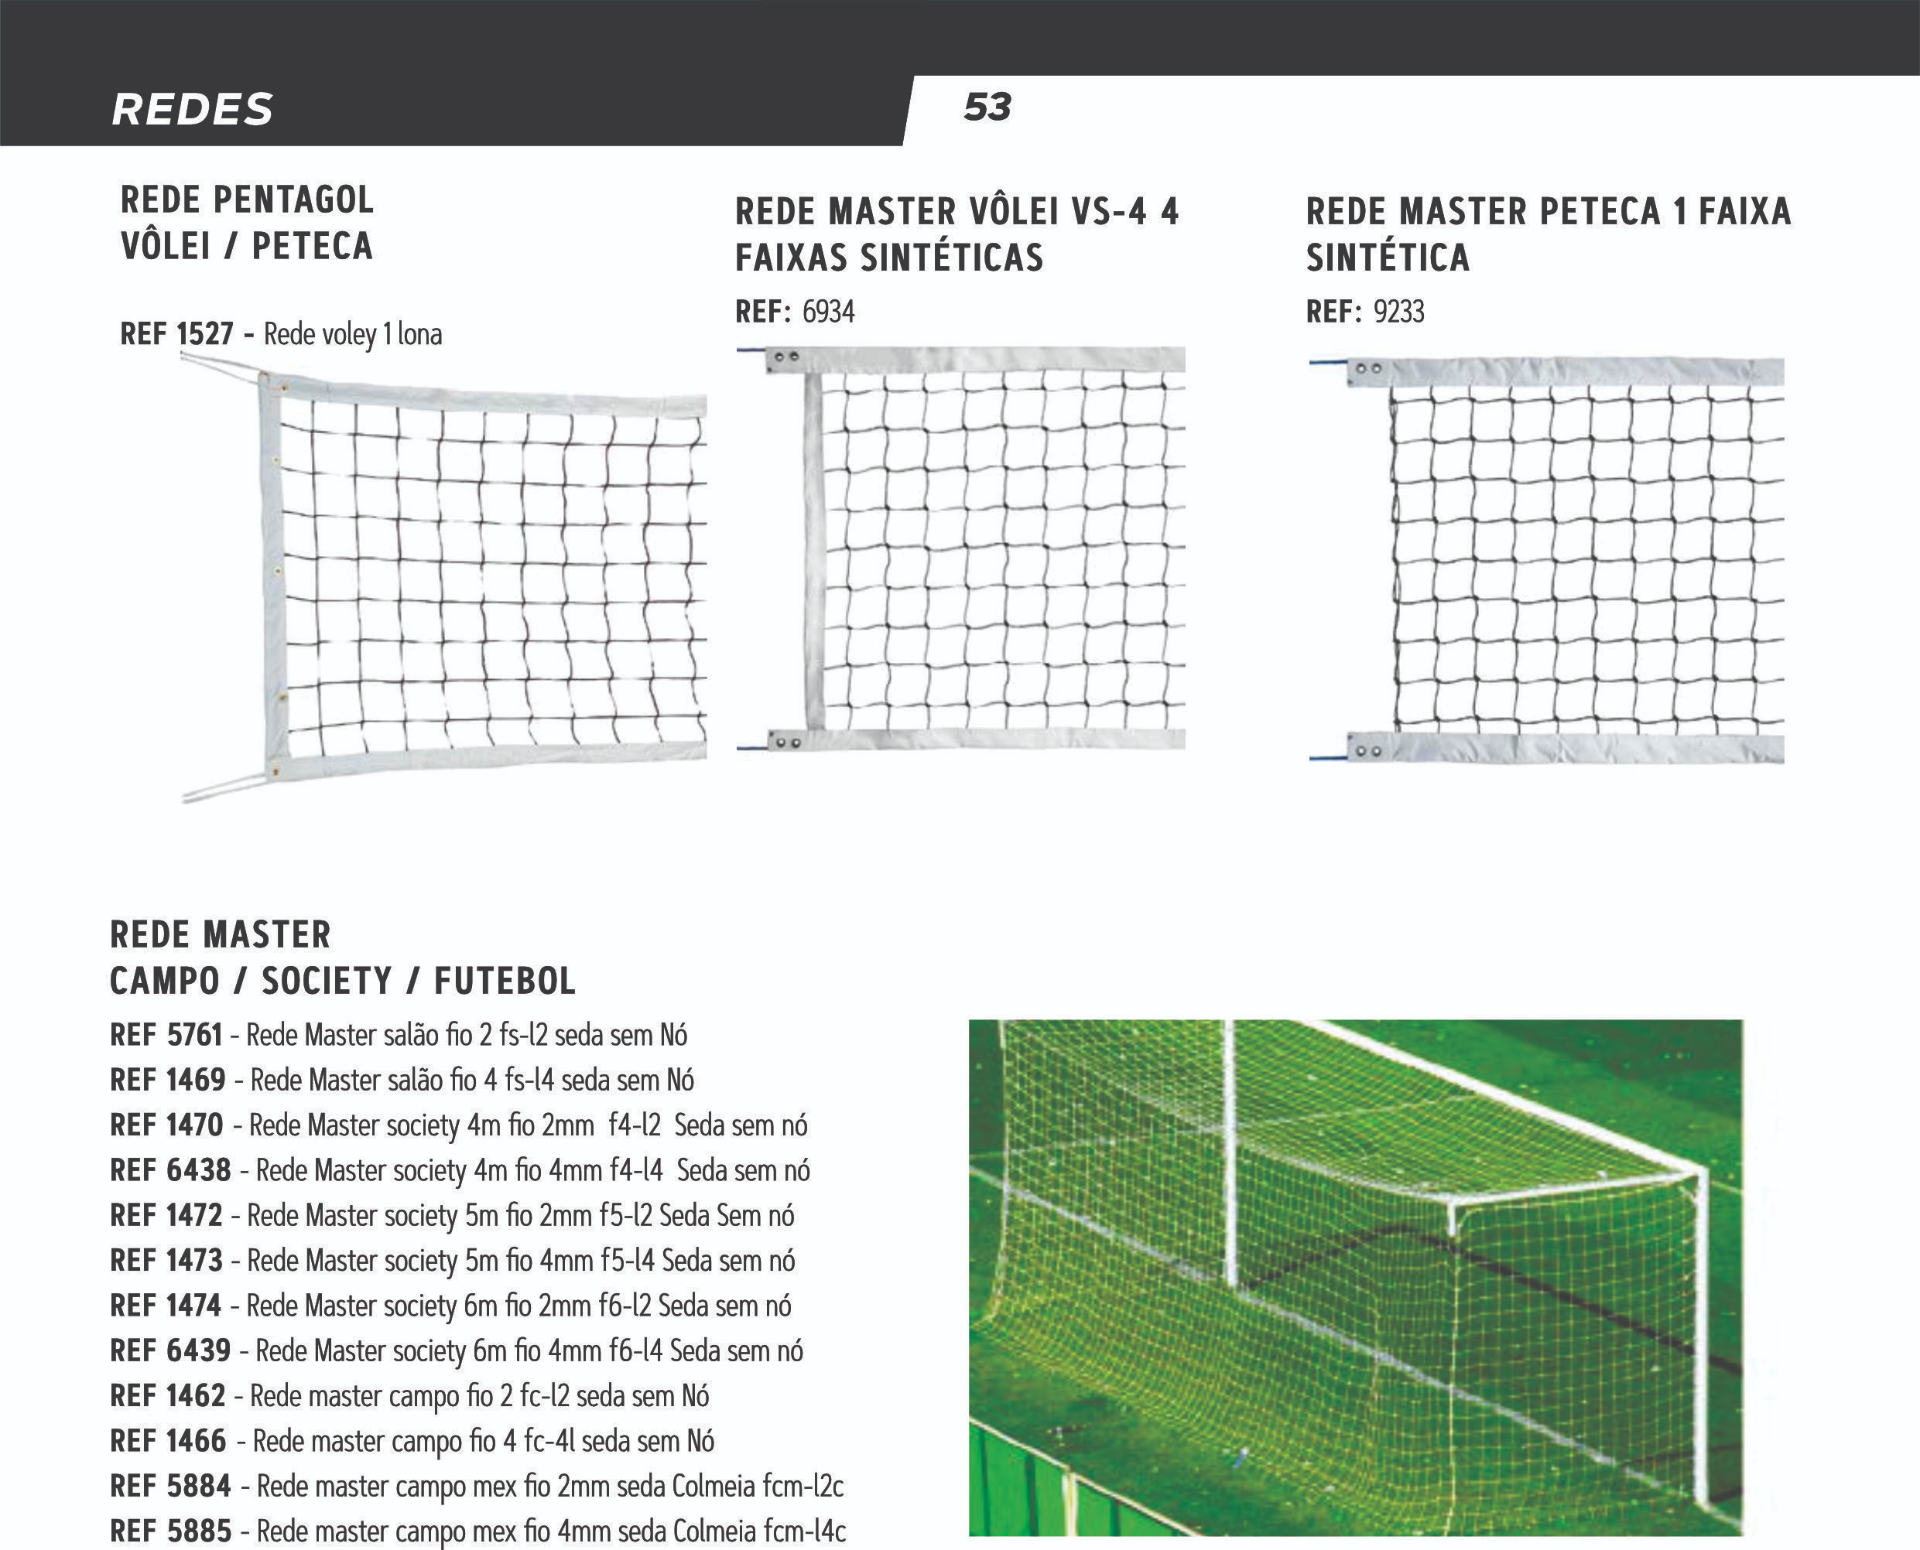 REDES
53
REDE PENTAGOL
VÔLEI / PETECA
REF 1527 - Rede voley 1 lona
REDE MASTER VÔLEI VS-4 4
FAIXAS SINTÉTICAS
REF: 6934
REDE MASTER PETECA 1 FAIXA
SINTÉTICA
REF: 9233
REDE MASTER
CAMPO / SOCIETY / FUTEBOL
REF 5761 - Rede Master salão fio 2 fs-l2 seda sem Nó
REF 1469 - Rede Master salão fio 4 fs-l4 seda sem Nó
REF 1470 - Rede Master society 4m fio 2mm f4-l2 Seda sem nó
REF 6438 - Rede Master society 4m fio 4mm f4-l4 Seda sem nó
REF 1472 - Rede Master society 5m fio 2mm f5-l2 Seda Sem nó
REF 1473 - Rede Master society 5m fio 4mm f5-l4 Seda sem nó
REF 1474 - Rede Master society 6m fio 2mm f6-l2 Seda sem nó
REF 6439 - Rede Master society 6m fio 4mm f6-l4 Seda sem nó
REF 1462 - Rede master campo fio 2 fc-l2 seda sem Nó
REF 1466 - Rede master campo fio 4 fc-4l seda sem Nó
REF 5884 - Rede master campo mex fio 2mm seda Colmeia fcm-l2c
REF 5885 - Rede master campo mex fio 4mm seda Colmeia fcm-l4c